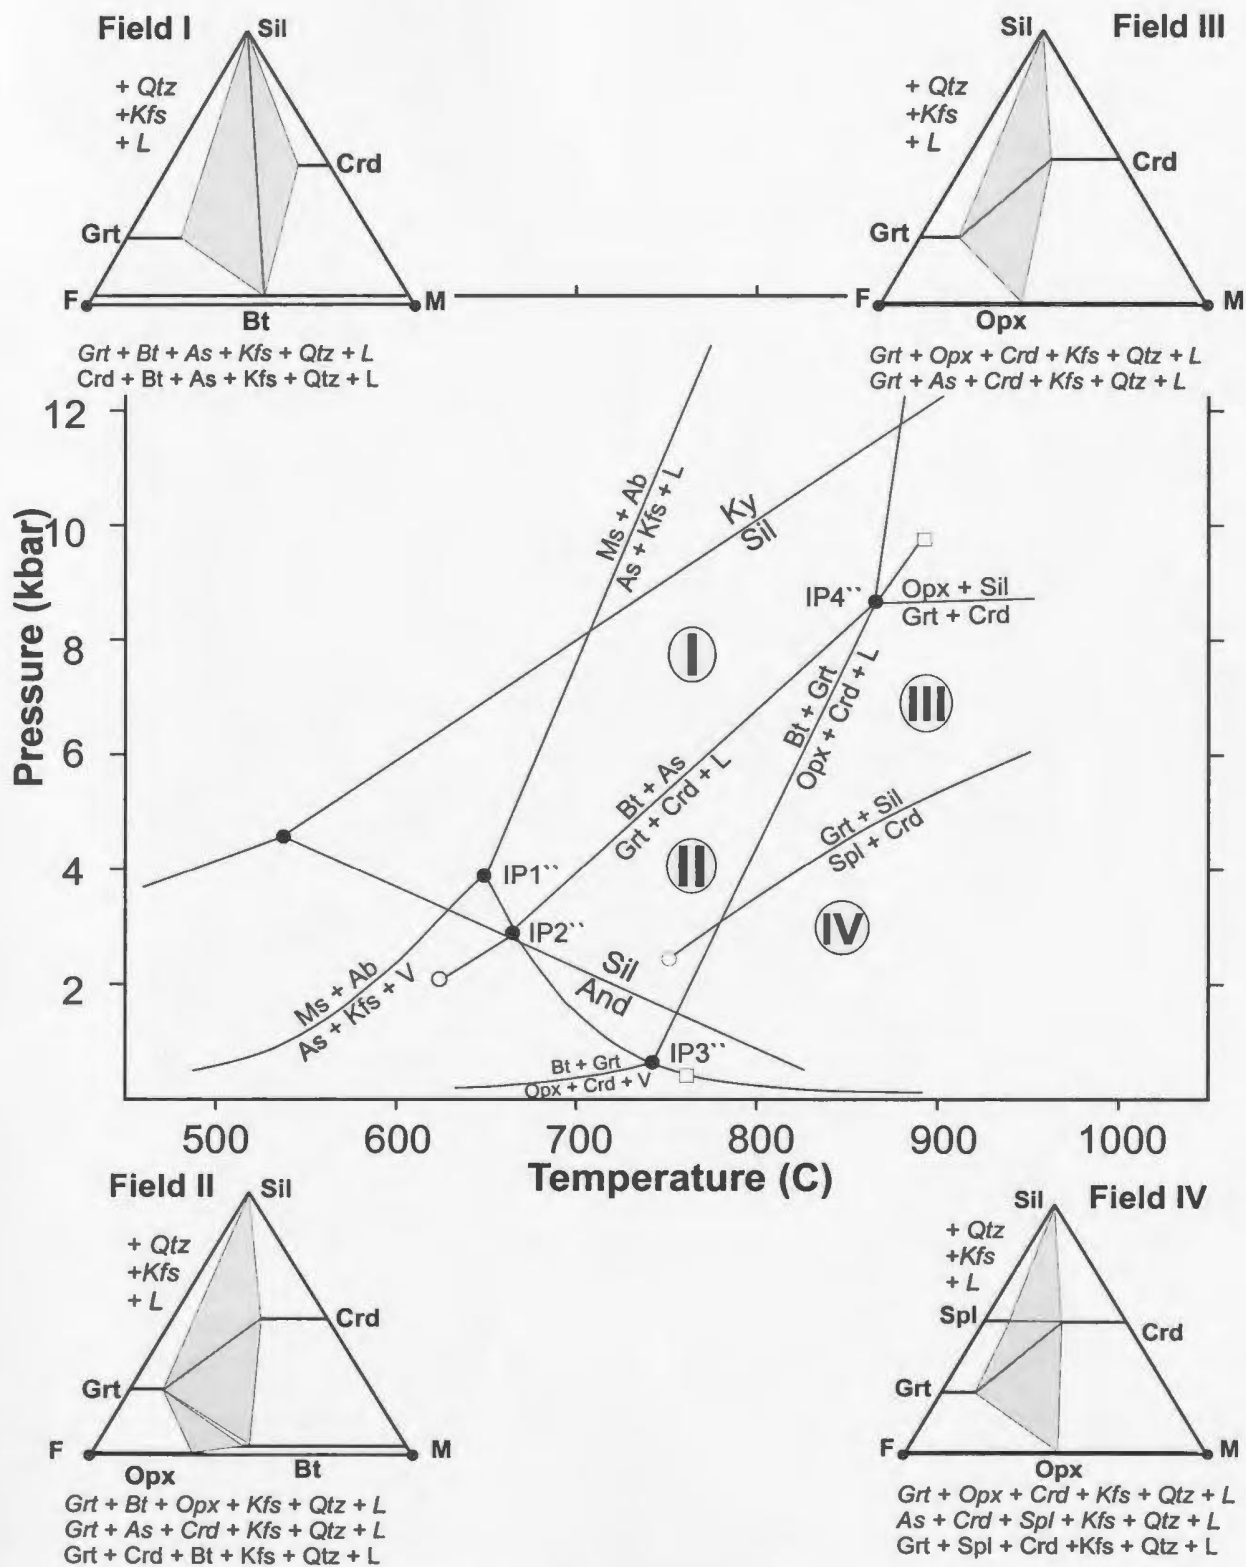 Field I
Sil
+ Qtz
+Kfs
+ L
Crd
Grt
F
M
Bt
Grt + Bt + As + Kfs + Qtz + L
Crd + Bt + As + Kfs + Qtz + L
Sil
Field III
+ Qtz
+Kfs
+ L
Crd
Grt
F
M
Opx
Grt + Opx + Crd + Kfs + Qtz + L
Grt + As + Crd + Kfs + Qtz + L
12
10
8
6
4
2
Pressure (kbar)
Ms + Ab
As + Kfs + L
Ky
Sil
IP4``
Opx + Sil
Grt + Crd
I
III
Bt + Grt
Opx + Crd + L
Bt + As
Grt + Crd + L
Grt + Sil
Spl + Crd
IP1``
II
IP2``
IV
Ms + Ab
As + Kfs + V
Sil
And
IP3``
Bt + Grt
Opx + Crd + V
500
600
700
800
900
1000
Temperature (C)
Field II
Sil
+ Qtz
+Kfs
+ L
Crd
Grt
F
M
Opx
Bt
Grt + Bt + Opx + Kfs + Qtz + L
Grt + As + Crd + Kfs + Qtz + L
Grt + Crd + Bt + Kfs + Qtz + L
Sil
Field IV
+ Qtz
+Kfs
+ L
Spl
Crd
Grt
F
M
Opx
Grt + Opx + Crd + Kfs + Qtz + L
As + Crd + Spl + Kfs + Qtz + L
Grt + Spl + Crd +Kfs + Qtz + L